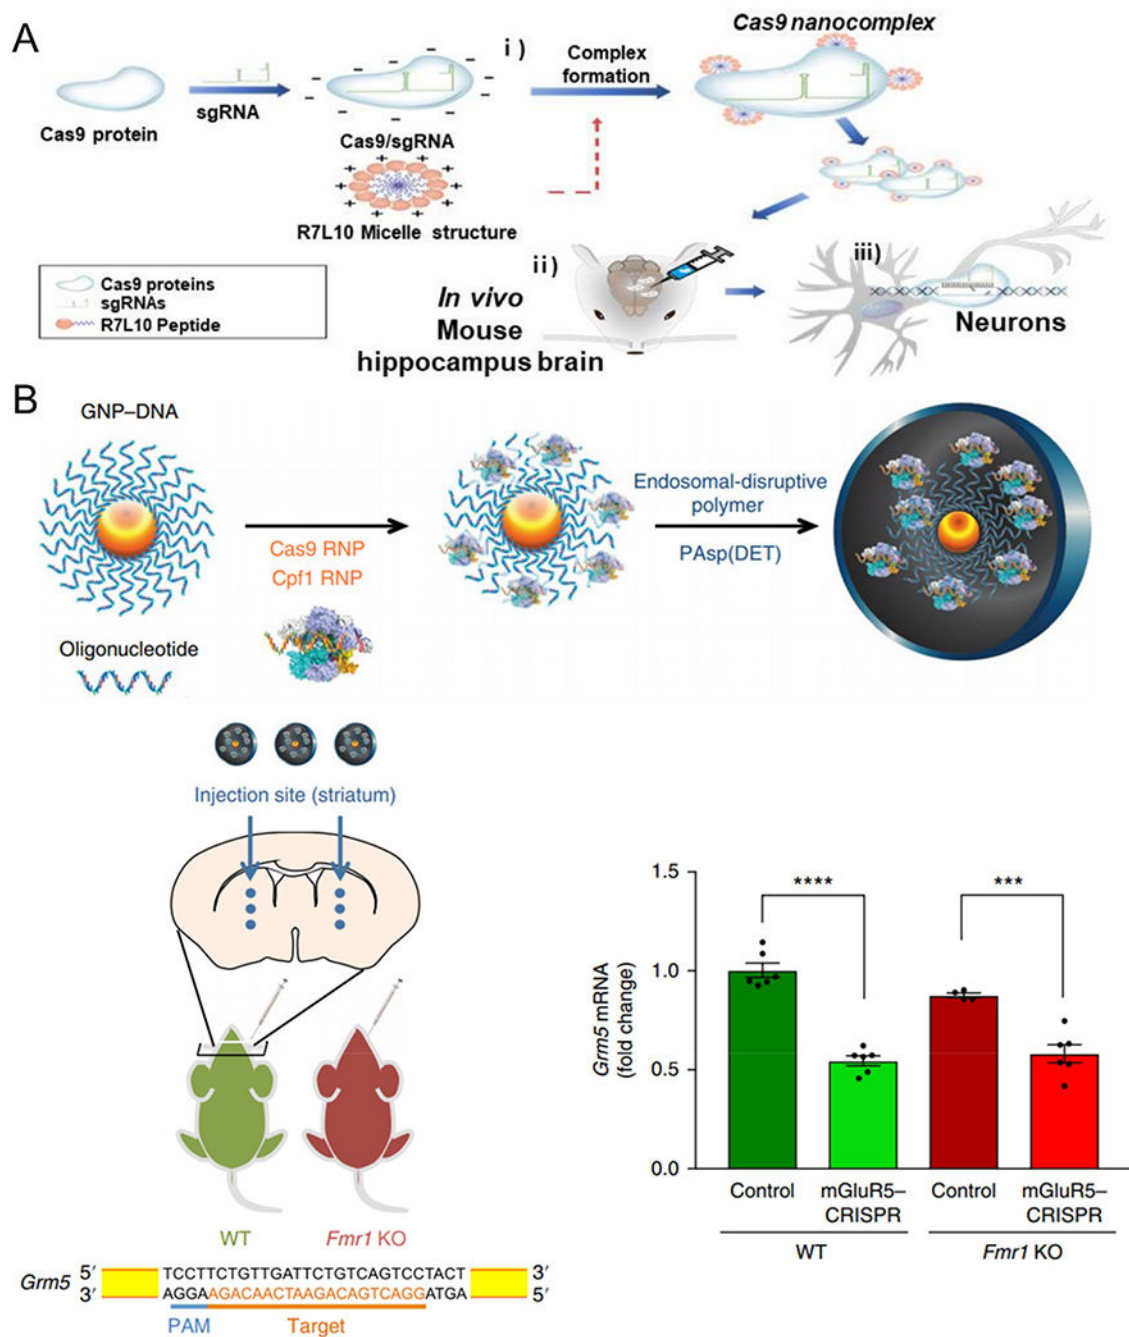 A
Cas9 protein
sgRNA
Cas9/sgRNA
R7L10 Micelle structure
i )
Complex
formation
Cas9 nanocomplex
Cas9 proteins
sgRNAs
R7L10 Peptide
ii)
In vivo
Mouse
hippocampus brain
iii)
Neurons
B
GNP–DNA
Oligonucleotide
Cas9 RNP
Cpf1 RNP
Endosomal-disruptive
polymer
PAsp(DET)
Injection site (striatum)
WT
Fmr1 KO
Grm5
5′ TCCTTCTGTTGATTCTGTCAGTCCTACT 3′
3′ AGGAAGACAACTAAGACAGTCAGGATGA 5′
PAM
Target
Grm5 mRNA
(fold change)
1.5
1.0
0.5
0.0
****
***
Control
mGluR5–
CRISPR
Control
mGluR5–
CRISPR
WT
Fmr1 KO